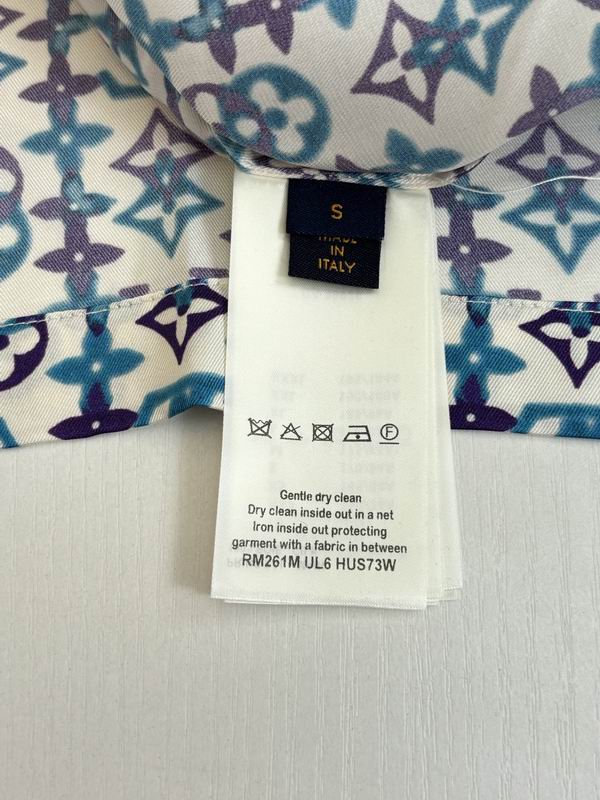 S
MADE
IN
ITALY
F
Gentle dry clean
Dry clean inside out in a net
Iron inside out protecting
garment with a fabric in between
RM261M UL6 HUS73W